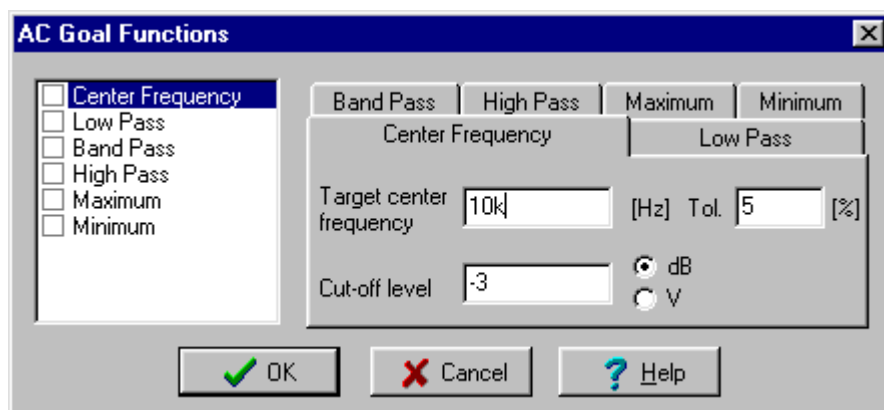 AC Goal Functions
Center Frequency
Low Pass
Band Pass
High Pass
Maximum
Minimum
Band Pass
High Pass
Maximum
Minimum
Center Frequency
Low Pass
Target center
frequency
10k
[Hz] Tol.
5
[%]
Cut-off level
-3
dB
V
OK
Cancel
Help